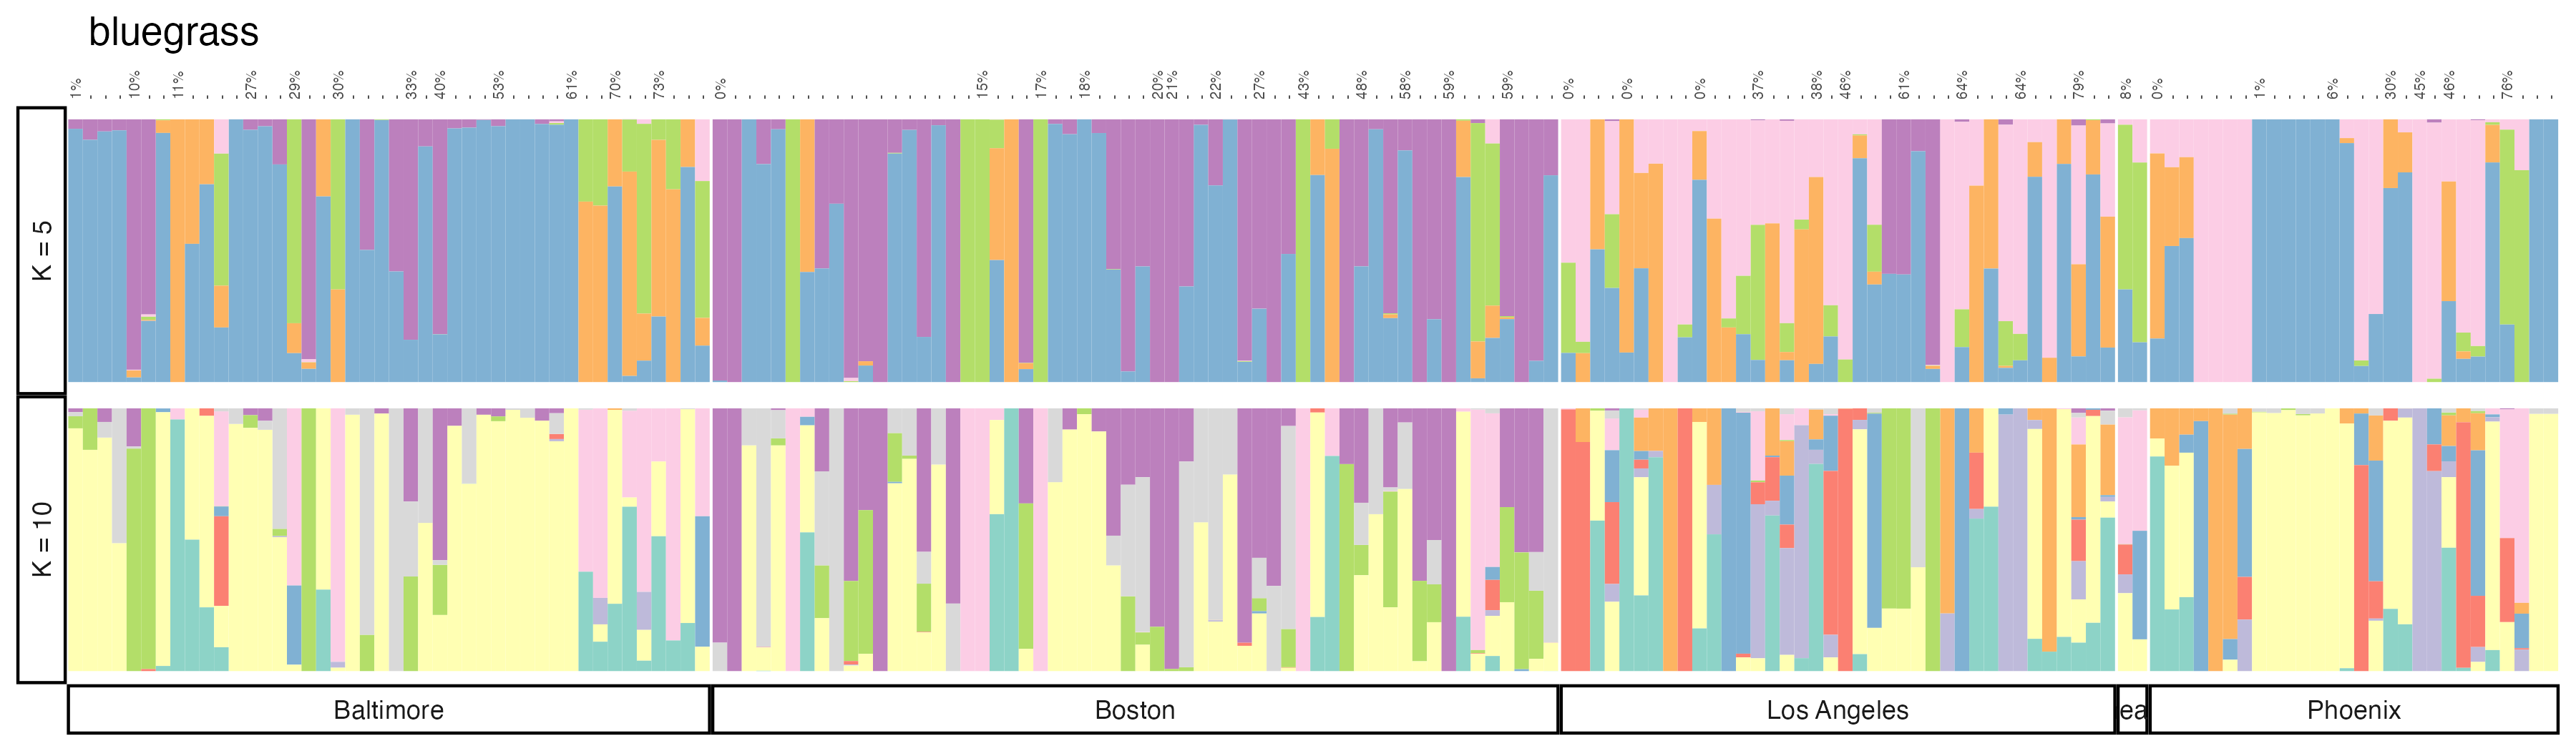 bluegrass
1% 10% 11% 27% 29% 30% 33% 40% 53% 61% 70% 73% 0% 15% 17% 18% 20% 21% 22% 27% 43% 48% 58% 59% 59% 0% 0% 0% 37% 38% 46% 61% 64% 64% 79% 8% 0% 1% 6% 30% 45% 46% 76%
K = 5
K = 10
Baltimore Boston Los Angeles ea Phoenix